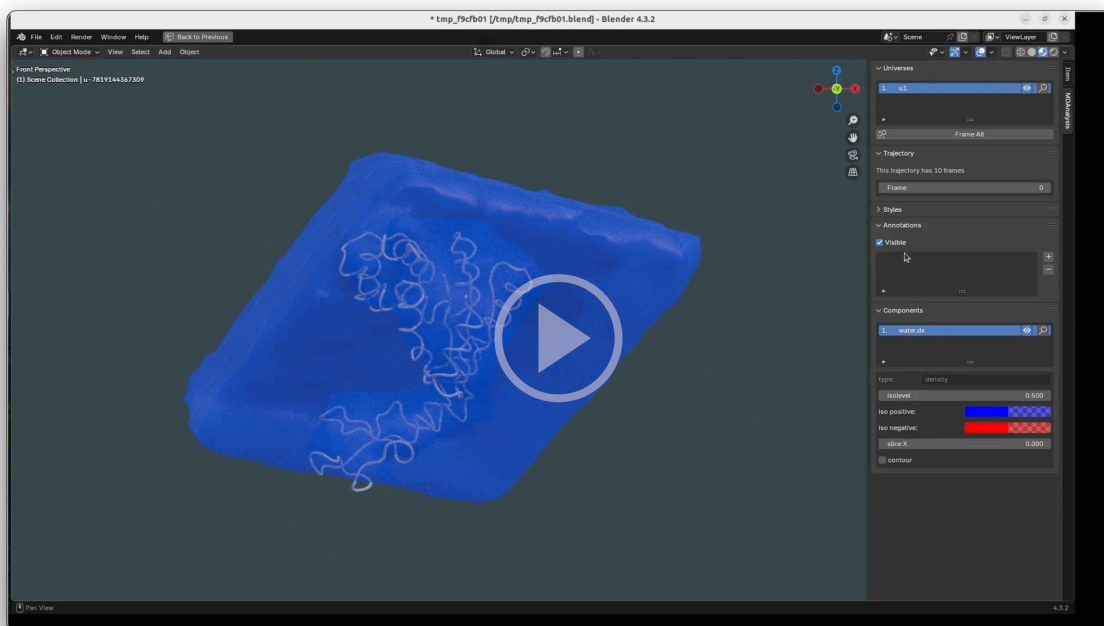 * tmp_f9cfb01 [/tmp/tmp_f9cfb01.blend] - Blender 4.3.2
File Edit Render Window Help Back to Previous Scene ViewLayer
Object Mode View Select Add Object Global
Front Perspective
(1) Scene Collection | u-7819144367309
Z
-Y X
Universes
1. u1
Frame All
Trajectory
This trajectory has 10 frames
Frame 0
Styles
Annotations
Visible
Components
1. water.dx
type: density
isolevel 0.500
iso positive:
iso negative:
slice X 0.000
contour
Item
MDAnalysis
Pan View 4.3.2